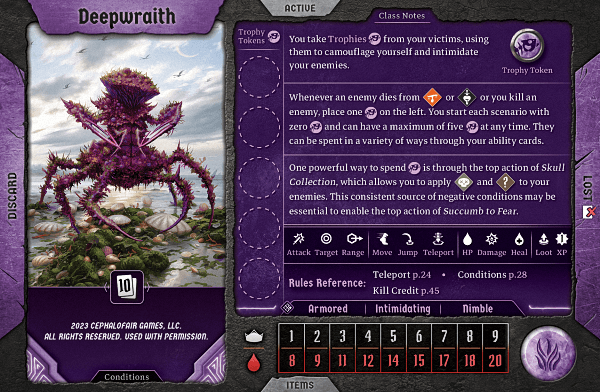 Deepwraith
ACTIVE
Class Notes
Trophy
Tokens
You take Trophies from your victims, using
them to camouflage yourself and intimidate
your enemies.
Trophy Token
Whenever an enemy dies from or or you kill an
enemy, place one on the left. You start each scenario with
zero and can have a maximum of five at any time. They
can be spent in a variety of ways through your ability cards.
One powerful way to spend is through the top action of Skull
Collection, which allows you to apply and to your
enemies. This consistent source of negative conditions may be
essential to enable the top action of Succumb to Fear.
Attack Target Range Move Jump Teleport HP Damage Heal Loot XP
Rules Reference:
Teleport p.24 • Conditions p.28
Kill Credit p.45
Armored Intimidating Nimble
DISCARD
LOST
10
2023 CEPHALOFAIR GAMES, LLC.
ALL RIGHTS RESERVED. USED WITH PERMISSION.
Conditions
1 2 3 4 5 6 7 8 9
8 9 11 12 14 15 17 18 20
ITEMS